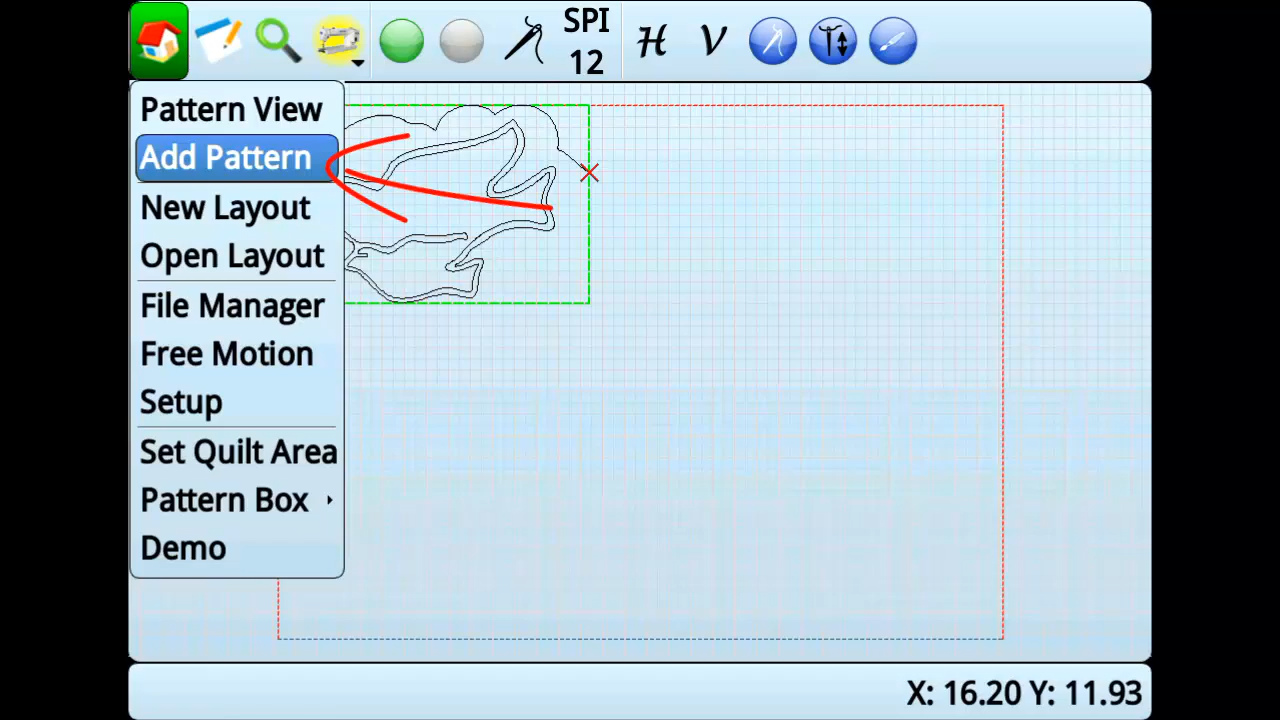 SPI
12
H
V
Pattern View
Add Pattern
New Layout
Open Layout
File Manager
Free Motion
Setup
Set Quilt Area
Pattern Box
Demo
X: 16.20 Y: 11.93